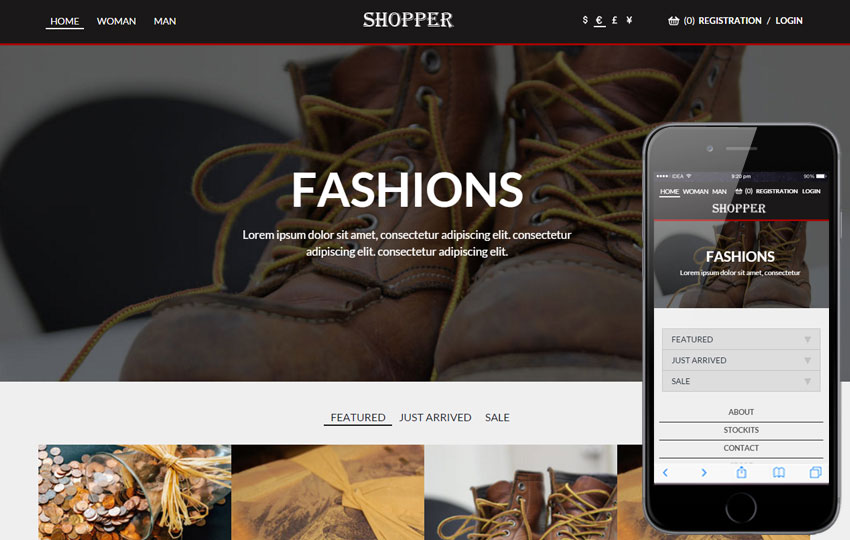 HOME WOMAN MAN
SHOPPER
$ € £ ¥
(0) REGISTRATION / LOGIN
FASHIONS
Lorem ipsum dolor sit amet, consectetur adipiscing elit. consectetur
adipiscing elit. consectetur adipiscing elit.
FEATURED JUST ARRIVED SALE
IDEA 9:20 pm 90%
HOME WOMAN MAN (0) REGISTRATION LOGIN
SHOPPER
FASHIONS
Lorem ipsum dolor sit amet, consectetur
FEATURED
JUST ARRIVED
SALE
ABOUT
STOCKITS
CONTACT